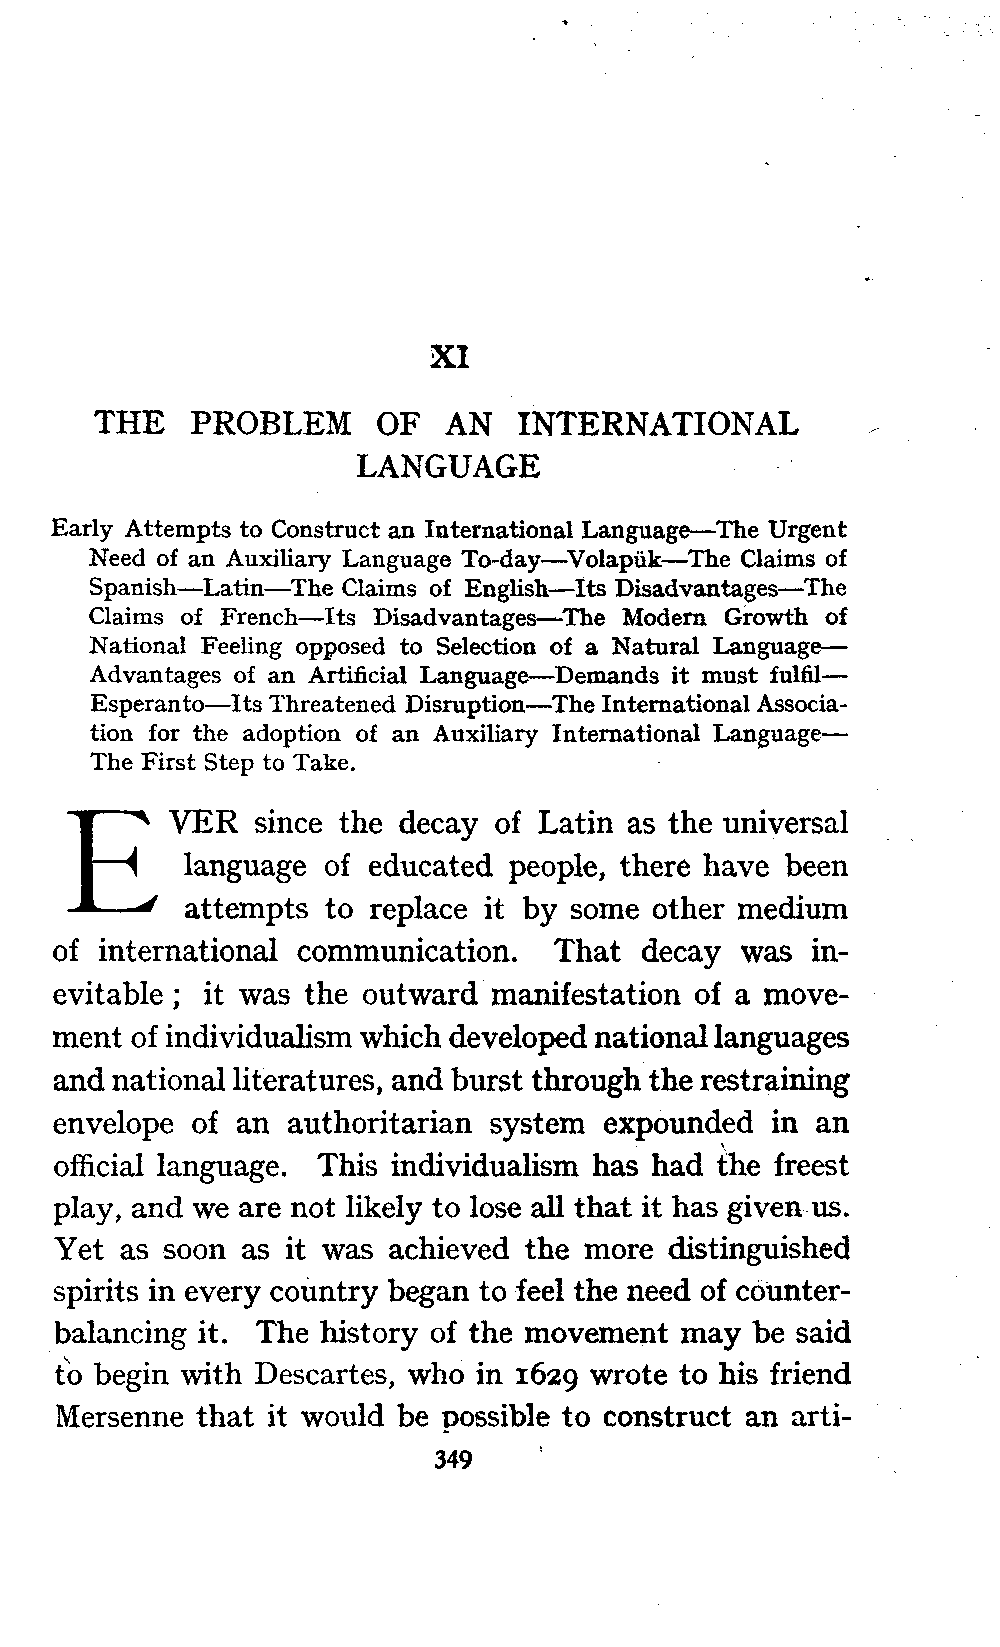 XI
THE PROBLEM OF AN INTERNATIONAL
LANGUAGE
Early Attempts to Construct an International Language—The Urgent
Need of an Auxiliary Language To-day—Volapük—The Claims of
Spanish—Latin—The Claims of English—Its Disadvantages—The
Claims of French—Its Disadvantages—The Modern Growth of
National Feeling opposed to Selection of a Natural Language—
Advantages of an Artificial Language—Demands it must fulfil—
Esperanto—Its Threatened Disruption—The International Associa-
tion for the adoption of an Auxiliary International Language—
The First Step to Take.
EVER since the decay of Latin as the universal
language of educated people, there have been
attempts to replace it by some other medium
of international communication. That decay was in-
evitable ; it was the outward manifestation of a move-
ment of individualism which developed national languages
and national literatures, and burst through the restraining
envelope of an authoritarian system expounded in an
official language. This individualism has had the freest
play, and we are not likely to lose all that it has given us.
Yet as soon as it was achieved the more distinguished
spirits in every country began to feel the need of counter-
balancing it. The history of the movement may be said
to begin with Descartes, who in 1629 wrote to his friend
Mersenne that it would be possible to construct an arti-
349